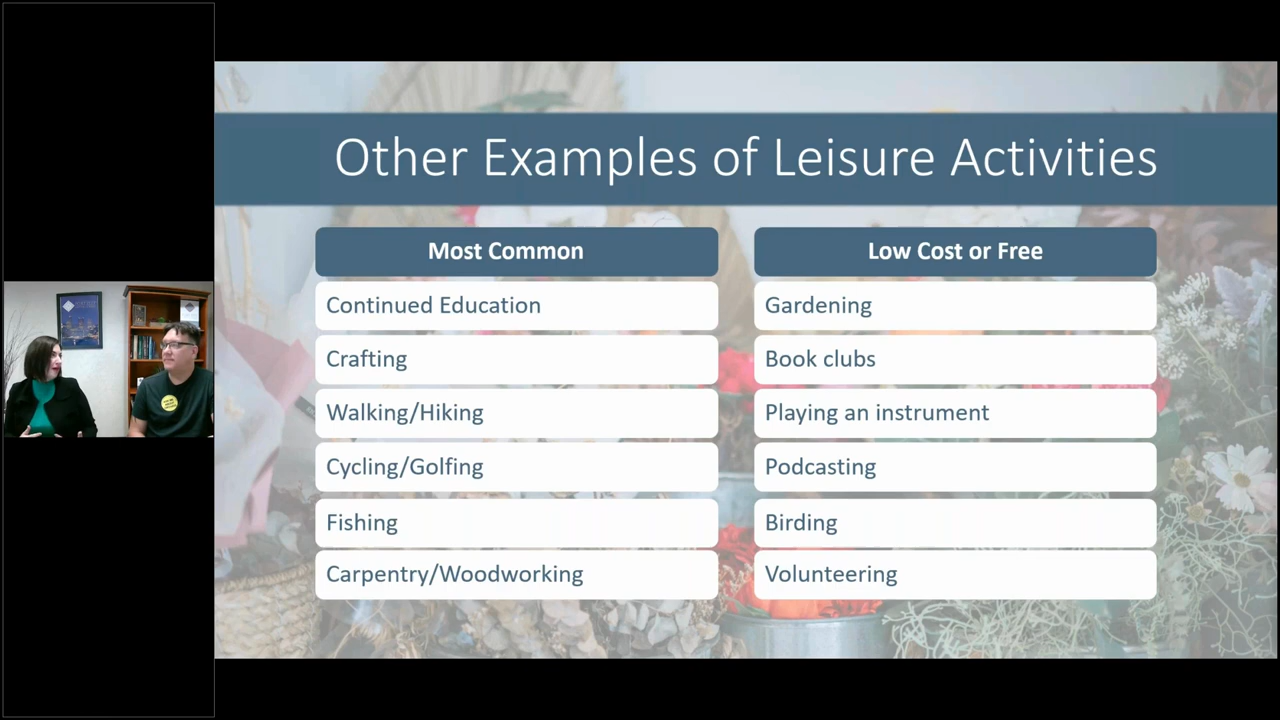 Other Examples of Leisure Activities
Most Common
Continued Education
Crafting
Walking/Hiking
Cycling/Golfing
Fishing
Carpentry/Woodworking
Low Cost or Free
Gardening
Book clubs
Playing an instrument
Podcasting
Birding
Volunteering